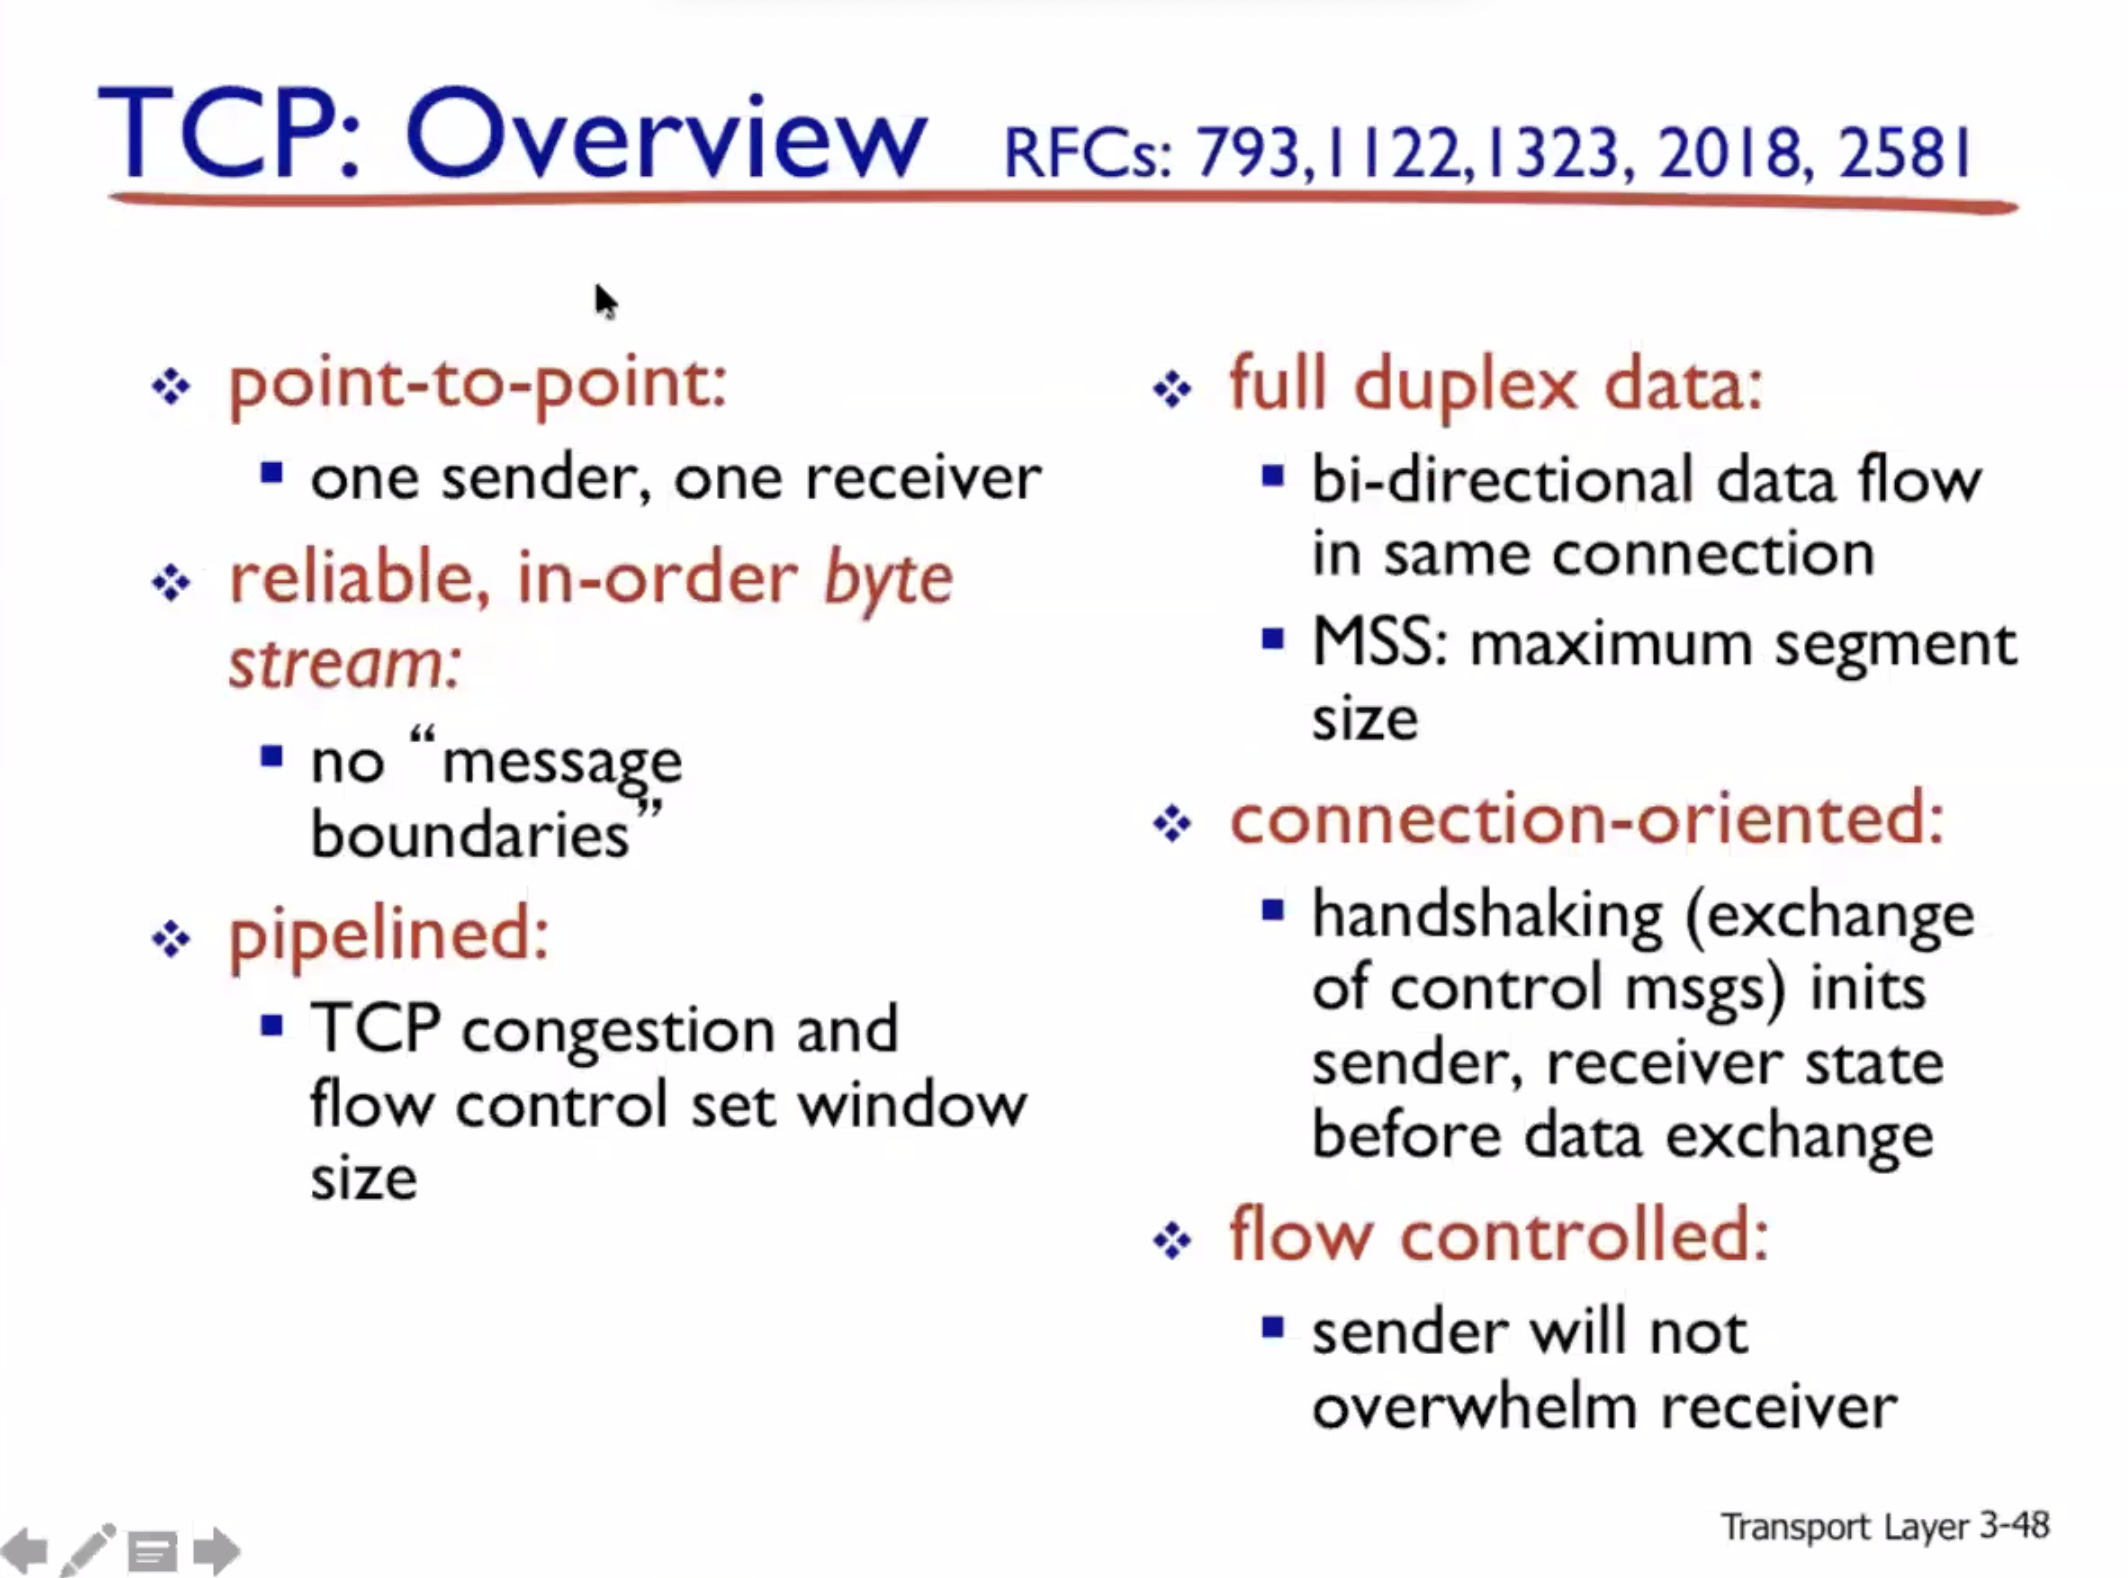 TCP: Overview RFCs: 793,1122,1323, 2018, 2581
point-to-point:
one sender, one receiver
reliable, in-order byte
stream:
no “message
boundaries”
pipelined:
TCP congestion and
flow control set window
size
full duplex data:
bi-directional data flow
in same connection
MSS: maximum segment
size
connection-oriented:
handshaking (exchange
of control msgs) inits
sender, receiver state
before data exchange
flow controlled:
sender will not
overwhelm receiver
Transport Layer 3-48